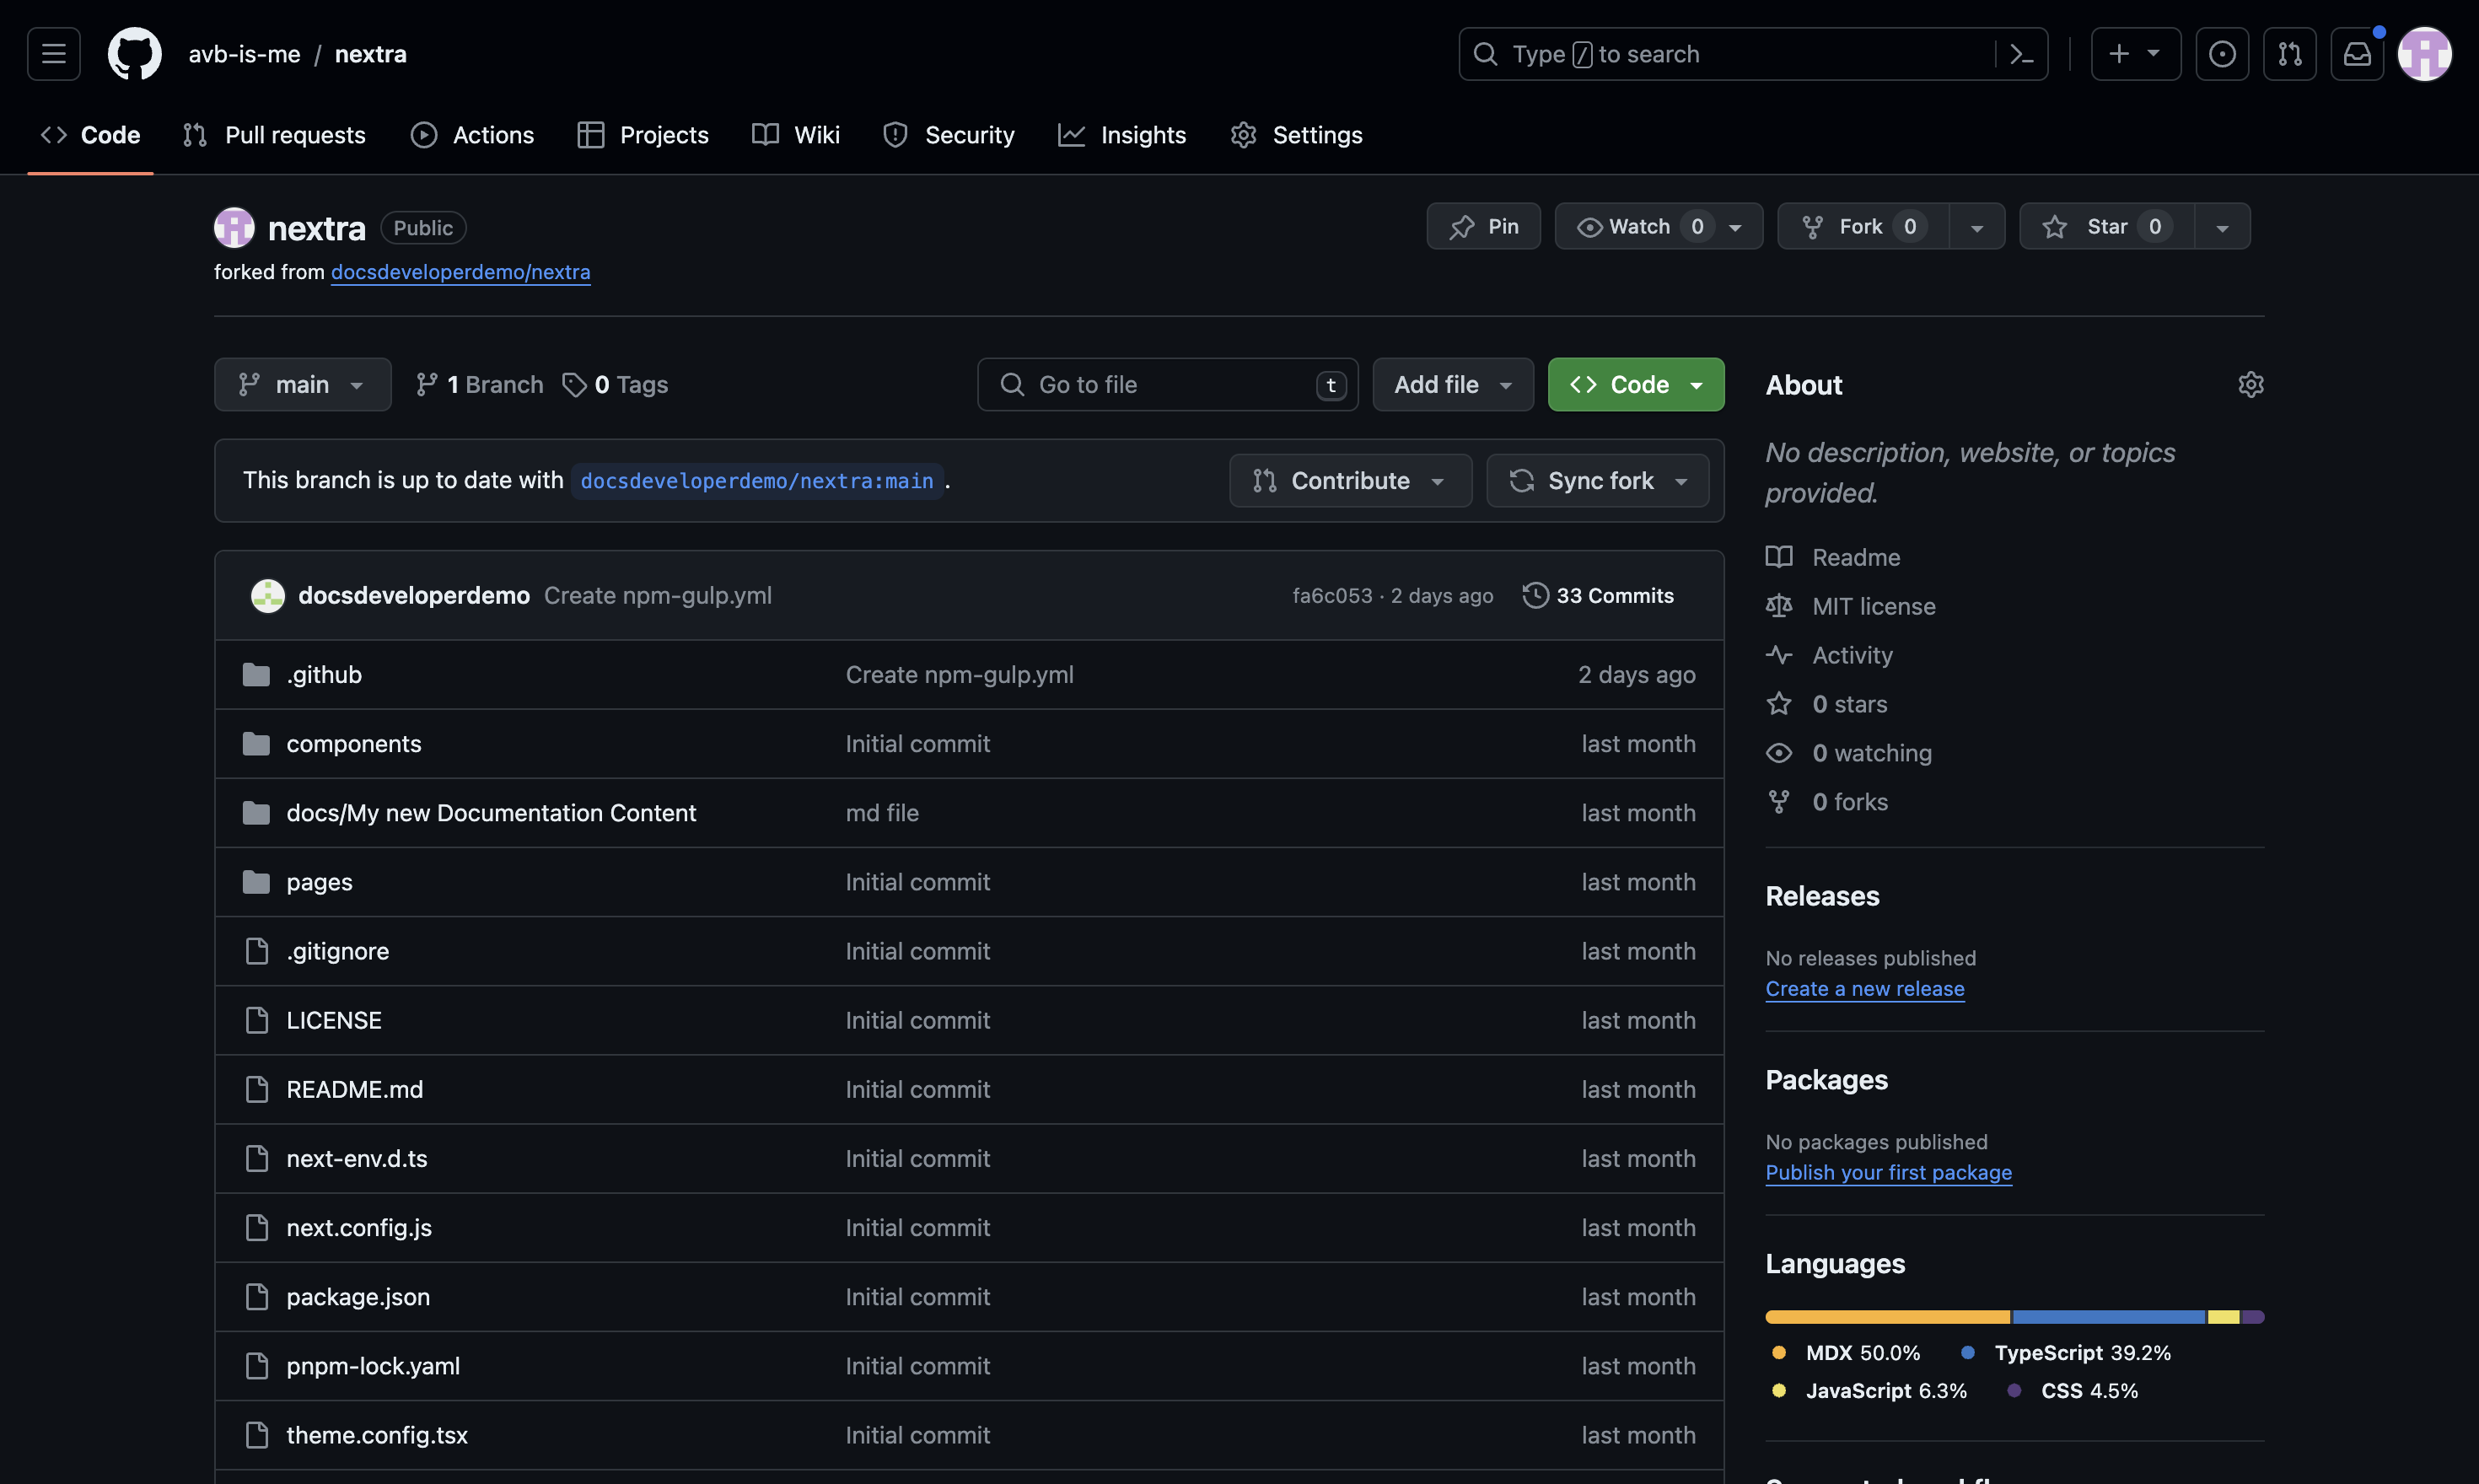 avb-is-me / nextra
Type / to search
Code Pull requests Actions Projects Wiki Security Insights Settings
nextra Public
Pin Watch 0 Fork 0 Star 0
forked from docsdeveloperdemo/nextra
main 1 Branch 0 Tags Go to file t Add file Code
This branch is up to date with docsdeveloperdemo/nextra:main . Contribute Sync fork
docsdeveloperdemo Create npm-gulp.yml fa6c053 · 2 days ago 33 Commits
.github Create npm-gulp.yml 2 days ago
components Initial commit last month
docs/My new Documentation Content md file last month
pages Initial commit last month
.gitignore Initial commit last month
LICENSE Initial commit last month
README.md Initial commit last month
next-env.d.ts Initial commit last month
next.config.js Initial commit last month
package.json Initial commit last month
pnpm-lock.yaml Initial commit last month
theme.config.tsx Initial commit last month
About
No description, website, or topics
provided.
Readme
MIT license
Activity
0 stars
0 watching
0 forks
Releases
No releases published
Create a new release
Packages
No packages published
Publish your first package
Languages
MDX 50.0% TypeScript 39.2%
JavaScript 6.3% CSS 4.5%